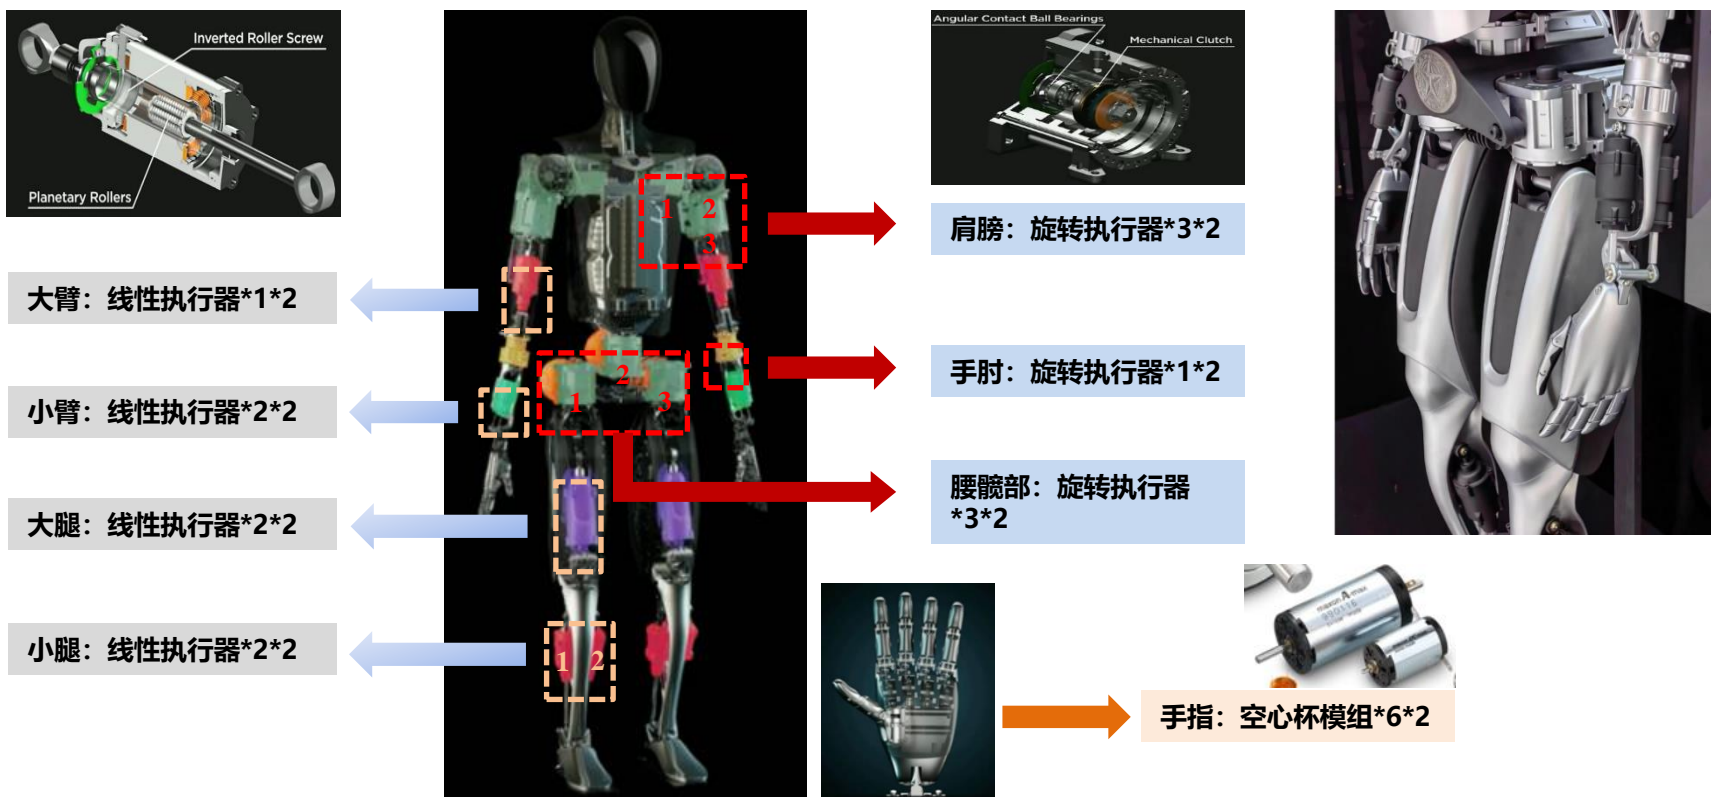 Inverted Roller Screw
Planetary Rollers
Angular Contact Ball Bearings
Mechanical Clutch
1
2
3
肩膀：旋转执行器*3*2
大臂：线性执行器*1*2
手肘：旋转执行器*1*2
2
1
3
小臂：线性执行器*2*2
腰髋部：旋转执行器
*3*2
大腿：线性执行器*2*2
小腿：线性执行器*2*2
1
2
maxon A-max
手指：空心杯模组*6*2